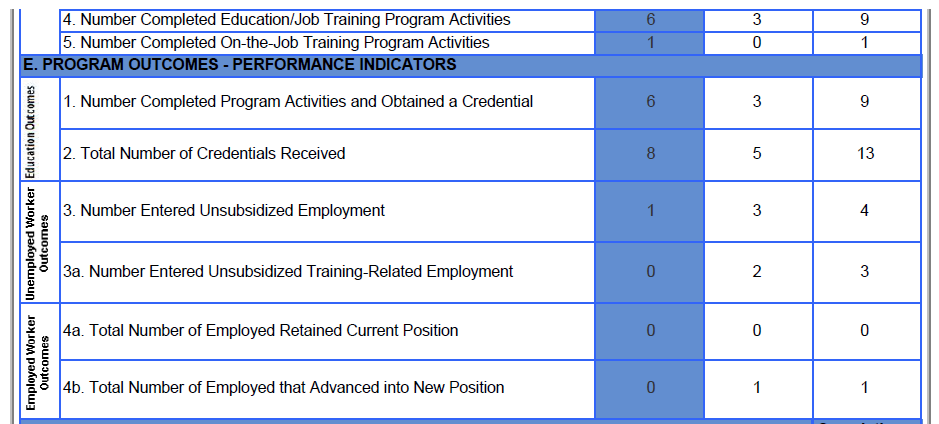 4. Number Completed Education/Job Training Program Activities 6 3 9
5. Number Completed On-the-Job Training Program Activities 1 0 1
E. PROGRAM OUTCOMES - PERFORMANCE INDICATORS
Education Outcomes
1. Number Completed Program Activities and Obtained a Credential 6 3 9
2. Total Number of Credentials Received 8 5 13
Unemployed Worker
Outcomes
3. Number Entered Unsubsidized Employment 1 3 4
3a. Number Entered Unsubsidized Training-Related Employment 0 2 3
Employed Worker
Outcomes
4a. Total Number of Employed Retained Current Position 0 0 0
4b. Total Number of Employed that Advanced into New Position 0 1 1